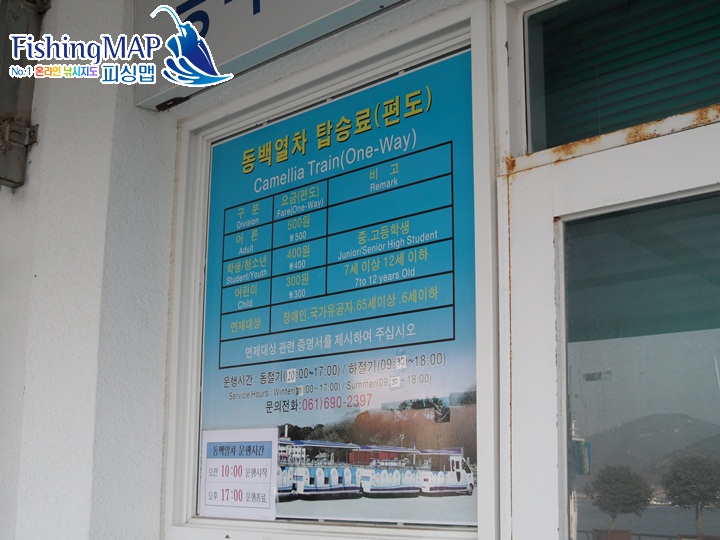 FishingMAP
No.1 온라인 낚시지도 피싱맵
동백열차 탑승료(편도)
Camellia Train(One-Way)
구 분 요금(편도) 비 고
Division Fare(One-Way) Remark
어 른 500원
Adult ₩500
학생/청소년 400원 중.고등학생
Student/Youth ₩400 Junior/Senior High Student
어린이 300원 7세 이상 12세 이하
Child ₩300 7to 12 years Old
면제대상 장애인.국가유공자.65세이상.6세이하
면제대상 관련 증명서를 제시하여 주십시오
운행시간 : 동절기(10:00~17:00) / 하절기(09:30~18:00)
Service Hours : Winter(10:00~17:00) / Summer(09:30~18:00)
문의전화:061)690-2397
동백열차 운행시간
오전 10:00 운행시작
오후 17:00 운행종료